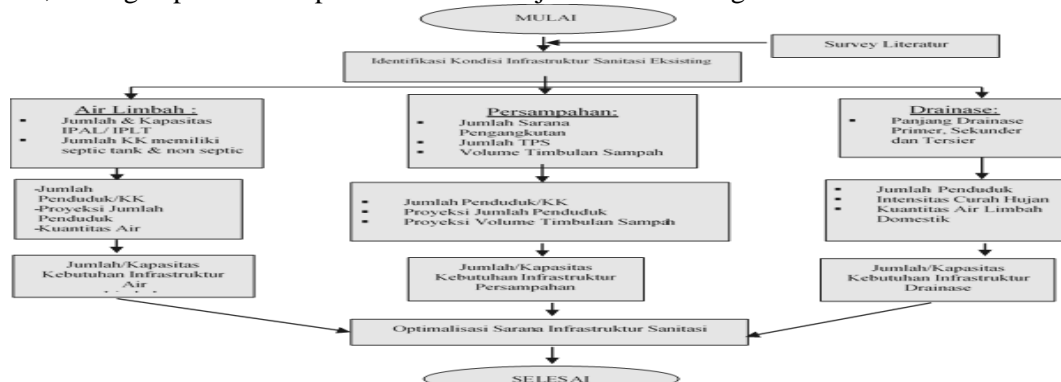 MULAI
Survey Literatur
Identifikasi Kondisi Infrastruktur Sanitasi Eksisting
Air Limbah :
▪ Jumlah & Kapasitas
IPAL/ IPLT
▪ Jumlah KK memiliki
septic tank & non septic
Persampahan:
▪ Jumlah Sarana
Pengangkutan
▪ Jumlah TPS
▪ Volume Timbulan Sampah
Drainase:
▪ Panjang Drainase
Primer, Sekunder
dan Tersier
-Jumlah
Penduduk/KK
-Proyeksi Jumlah
Penduduk
-Kuantitas Air
▪ Jumlah Penduduk/KK
▪ Proyeksi Jumlah Penduduk
▪ Proyeksi Volume Timbulan Sampah
▪ Jumlah Penduduk
▪ Intensitas Curah Hujan
▪ Kuantitas Air Limbah
Domestik
Jumlah/Kapasitas
Kebutuhan Infrastruktur
Air
Jumlah/Kapasitas
Kebutuhan Infrastruktur
Persampahan
Jumlah/Kapasitas
Kebutuhan Infrastruktur
Drainase
Optimalisasi Sarana Infrastruktur Sanitasi
SELESAI